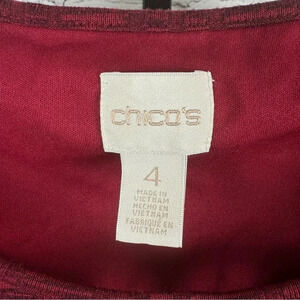 chico's
4
MADE IN
VIETNAM
HECHO EN
VIETNAM
FABRIQUÉ EN
VIETNAM